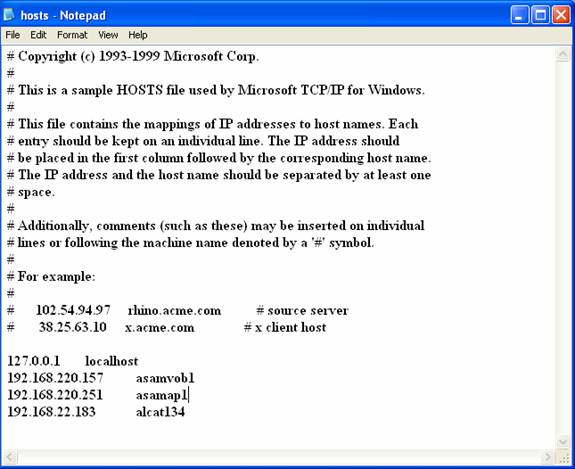 hosts - Notepad
File Edit Format View Help
# Copyright (c) 1993-1999 Microsoft Corp.
#
# This is a sample HOSTS file used by Microsoft TCP/IP for Windows.
#
# This file contains the mappings of IP addresses to host names. Each
# entry should be kept on an individual line. The IP address should
# be placed in the first column followed by the corresponding host name.
# The IP address and the host name should be separated by at least one
# space.
#
# Additionally, comments (such as these) may be inserted on individual
# lines or following the machine name denoted by a '#' symbol.
#
# For example:
#
# 102.54.94.97 rhino.acme.com # source server
# 38.25.63.10 x.acme.com # x client host

127.0.0.1 localhost
192.168.220.157 asamvob1
192.168.220.251 asamap1
192.168.22.183 alcat134